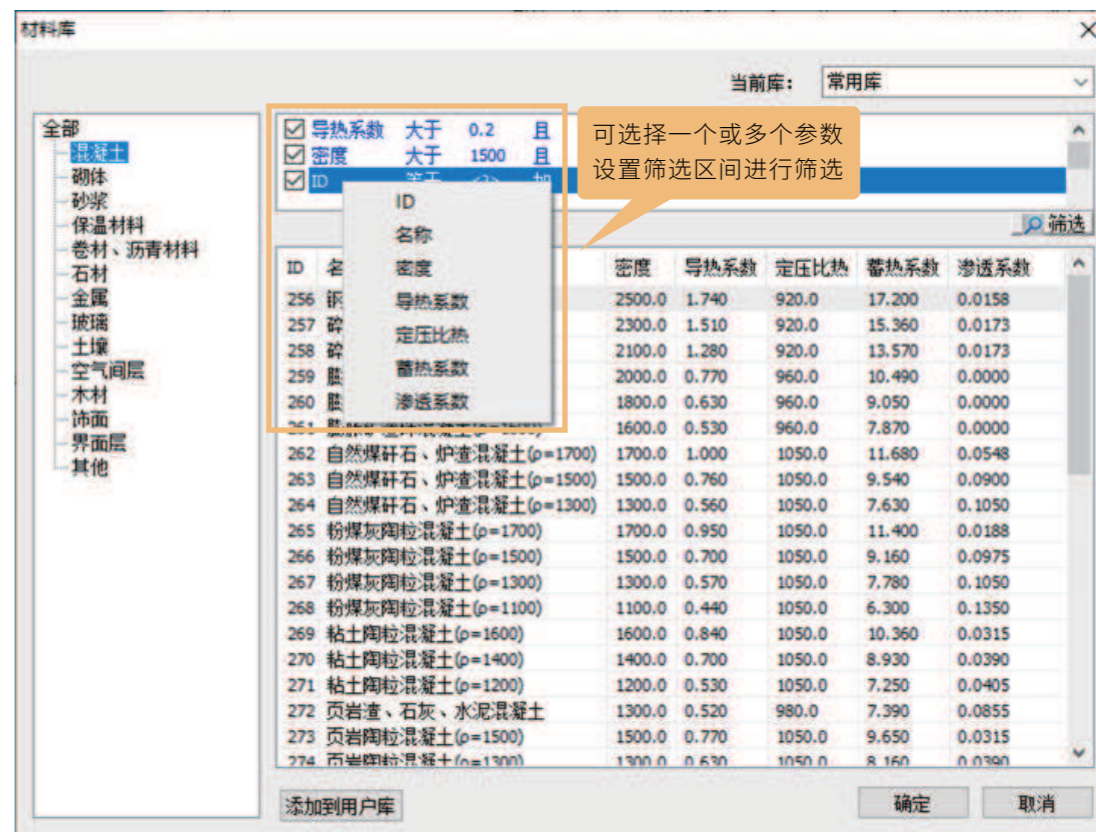 材料库
当前库： 常用库
全部
混凝土
砌体
砂浆
保温材料
卷材、沥青材料
石材
金属
玻璃
土壤
空气间层
木材
饰面
界面层
其他
导热系数 大于 0.2 且
密度 大于 1500 且
ID
可选择一个或多个参数
设置筛选区间进行筛选
筛选
ID
名称
密度
导热系数
定压比热
蓄热系数
渗透系数
ID 密度 导热系数 定压比热 蓄热系数 渗透系数
256 2500.0 1.740 920.0 17.200 0.0158
257 2300.0 1.510 920.0 15.360 0.0173
258 2100.0 1.280 920.0 13.570 0.0173
259 2000.0 0.770 960.0 10.490 0.0000
260 1800.0 0.630 960.0 9.050 0.0000
261 1600.0 0.530 960.0 7.870 0.0000
262 自然煤矸石、炉渣混凝土(ρ=1700) 1700.0 1.000 1050.0 11.680 0.0548
263 自然煤矸石、炉渣混凝土(ρ=1500) 1500.0 0.760 1050.0 9.540 0.0900
264 自然煤矸石、炉渣混凝土(ρ=1300) 1300.0 0.560 1050.0 7.630 0.1050
265 粉煤灰陶粒混凝土(ρ=1700) 1700.0 0.950 1050.0 11.400 0.0188
266 粉煤灰陶粒混凝土(ρ=1500) 1500.0 0.700 1050.0 9.160 0.0975
267 粉煤灰陶粒混凝土(ρ=1300) 1300.0 0.570 1050.0 7.780 0.1050
268 粉煤灰陶粒混凝土(ρ=1100) 1100.0 0.440 1050.0 6.300 0.1350
269 粘土陶粒混凝土(ρ=1600) 1600.0 0.840 1050.0 10.360 0.0315
270 粘土陶粒混凝土(ρ=1400) 1400.0 0.700 1050.0 8.930 0.0390
271 粘土陶粒混凝土(ρ=1200) 1200.0 0.530 1050.0 7.250 0.0405
272 页岩渣、石灰、水泥混凝土 1300.0 0.520 980.0 7.390 0.0855
273 页岩陶粒混凝土(ρ=1500) 1500.0 0.770 1050.0 9.650 0.0315
274 页岩陶粒混凝土(ρ=1300) 1300.0 0.630 1050.0 8.160 0.0390
添加到用户库 确定 取消